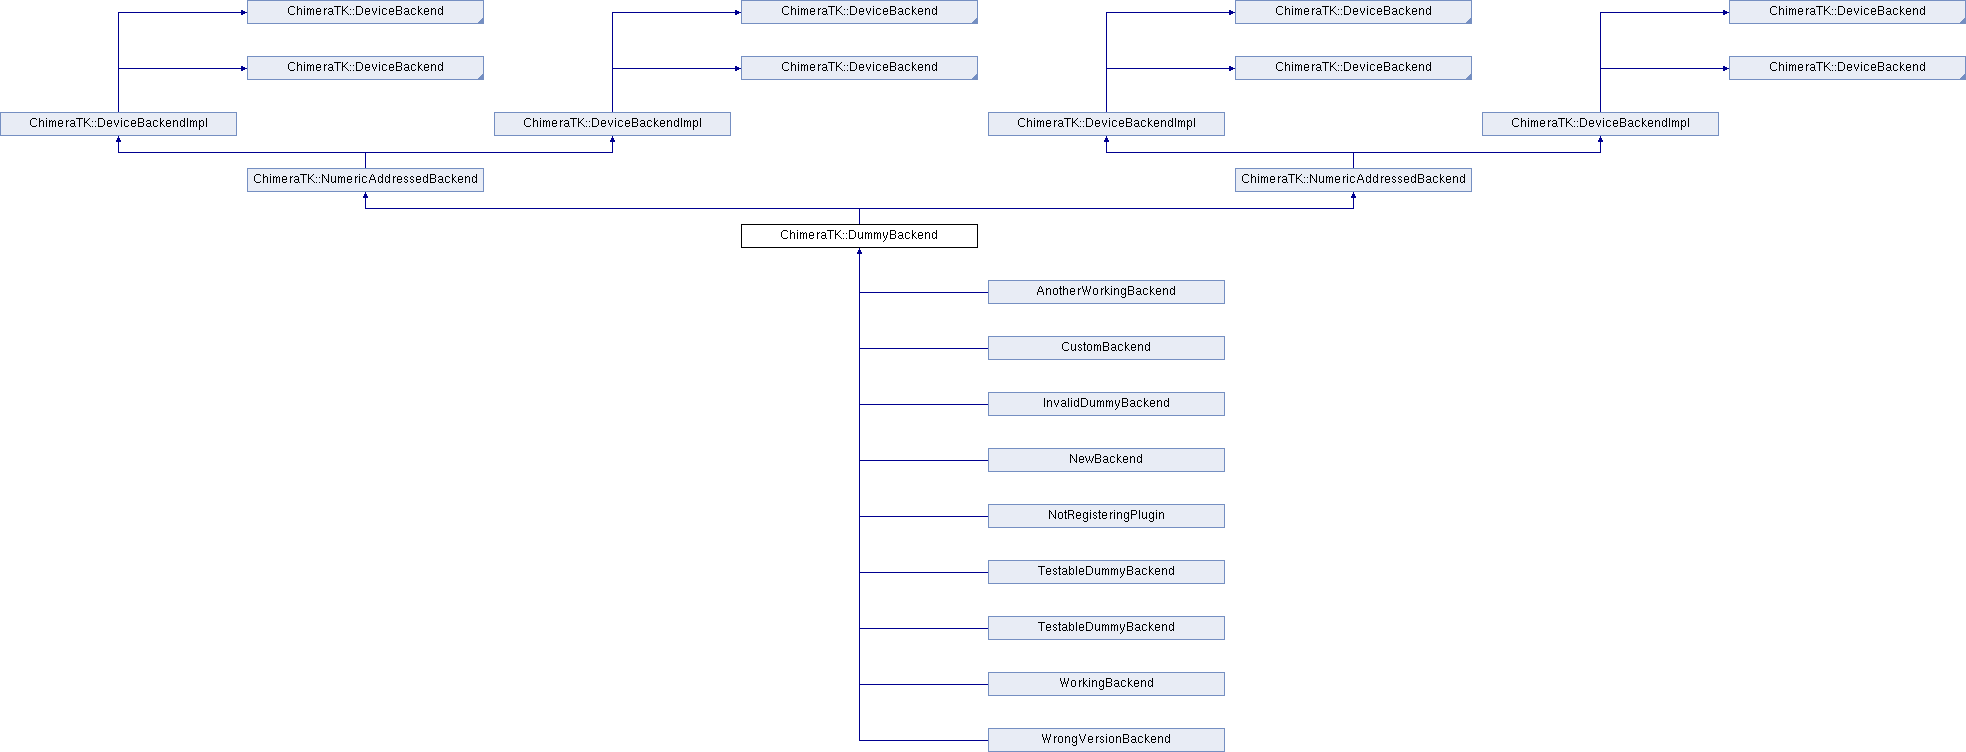 ChimeraTK::DeviceBackend
ChimeraTK::DeviceBackend
ChimeraTK::DeviceBackend
ChimeraTK::DeviceBackend
ChimeraTK::DeviceBackend
ChimeraTK::DeviceBackend
ChimeraTK::DeviceBackend
ChimeraTK::DeviceBackend
ChimeraTK::DeviceBackendImpl
ChimeraTK::DeviceBackendImpl
ChimeraTK::DeviceBackendImpl
ChimeraTK::DeviceBackendImpl
ChimeraTK::NumericAddressedBackend
ChimeraTK::NumericAddressedBackend
ChimeraTK::DummyBackend
AnotherWorkingBackend
CustomBackend
InvalidDummyBackend
NewBackend
NotRegisteringPlugin
TestableDummyBackend
TestableDummyBackend
WorkingBackend
WrongVersionBackend